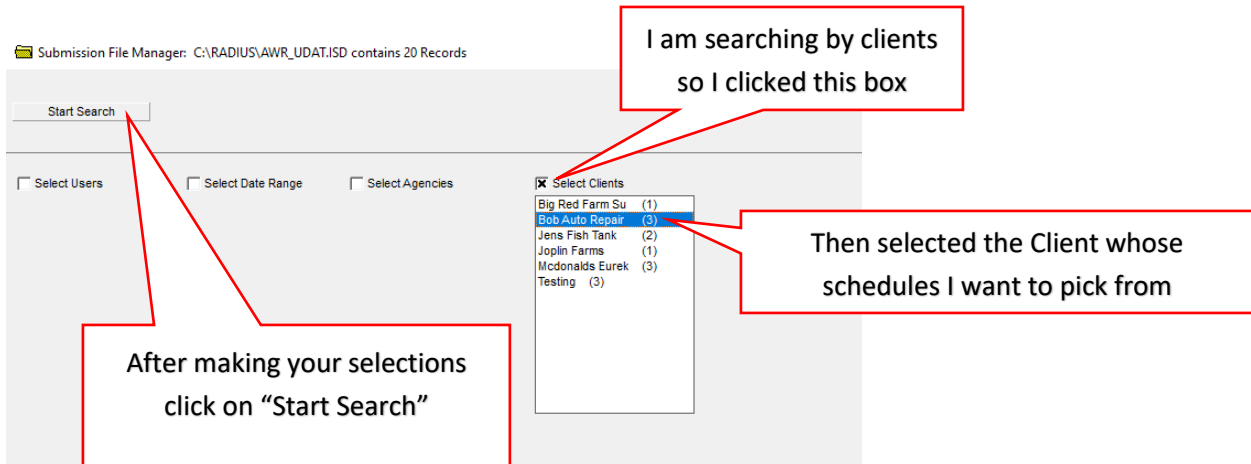 Submission File Manager: C:\RADIUS\AWR_UDAT.ISD contains 20 Records
I am searching by clients
so I clicked this box
Start Search
Select Users
Select Date Range
Select Agencies
Select Clients
Big Red Farm Su (1)
Bob Auto Repair (3)
Jens Fish Tank (2)
Joplin Farms (1)
Mcdonalds Eurek (3)
Testing (3)
Then selected the Client whose
schedules I want to pick from
After making your selections
click on “Start Search”